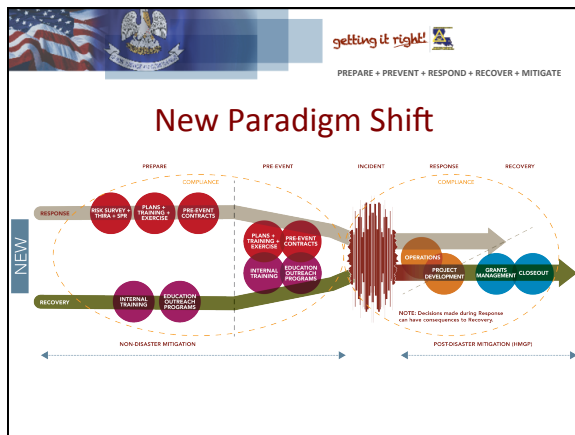 getting it right!
PREPARE + PREVENT + RESPOND + RECOVER + MITIGATE
New Paradigm Shift
PREPARE
PRE-EVENT
INCIDENT
RESPONSE
RECOVERY
COMPLIANCE
COMPLIANCE
NEW
RESPONSE
RISK SURVEY +
THIRA + SPR
PLANS +
TRAINING +
EXERCISE
PRE-EVENT
CONTRACTS
PLANS +
TRAINING +
EXERCISE
PRE-EVENT
CONTRACTS
INTERNAL
TRAINING
EDUCATION
OUTREACH
PROGRAMS
OPERATIONS
PROJECT
DEVELOPMENT
GRANTS
MANAGEMENT
CLOSEOUT
RECOVERY
INTERNAL
TRAINING
EDUCATION
OUTREACH
PROGRAMS
NOTE: Decisions made during Response
can have consequences to Recovery.
NON-DISASTER MITIGATION
POST-DISASTER MITIGATION (HMGP)